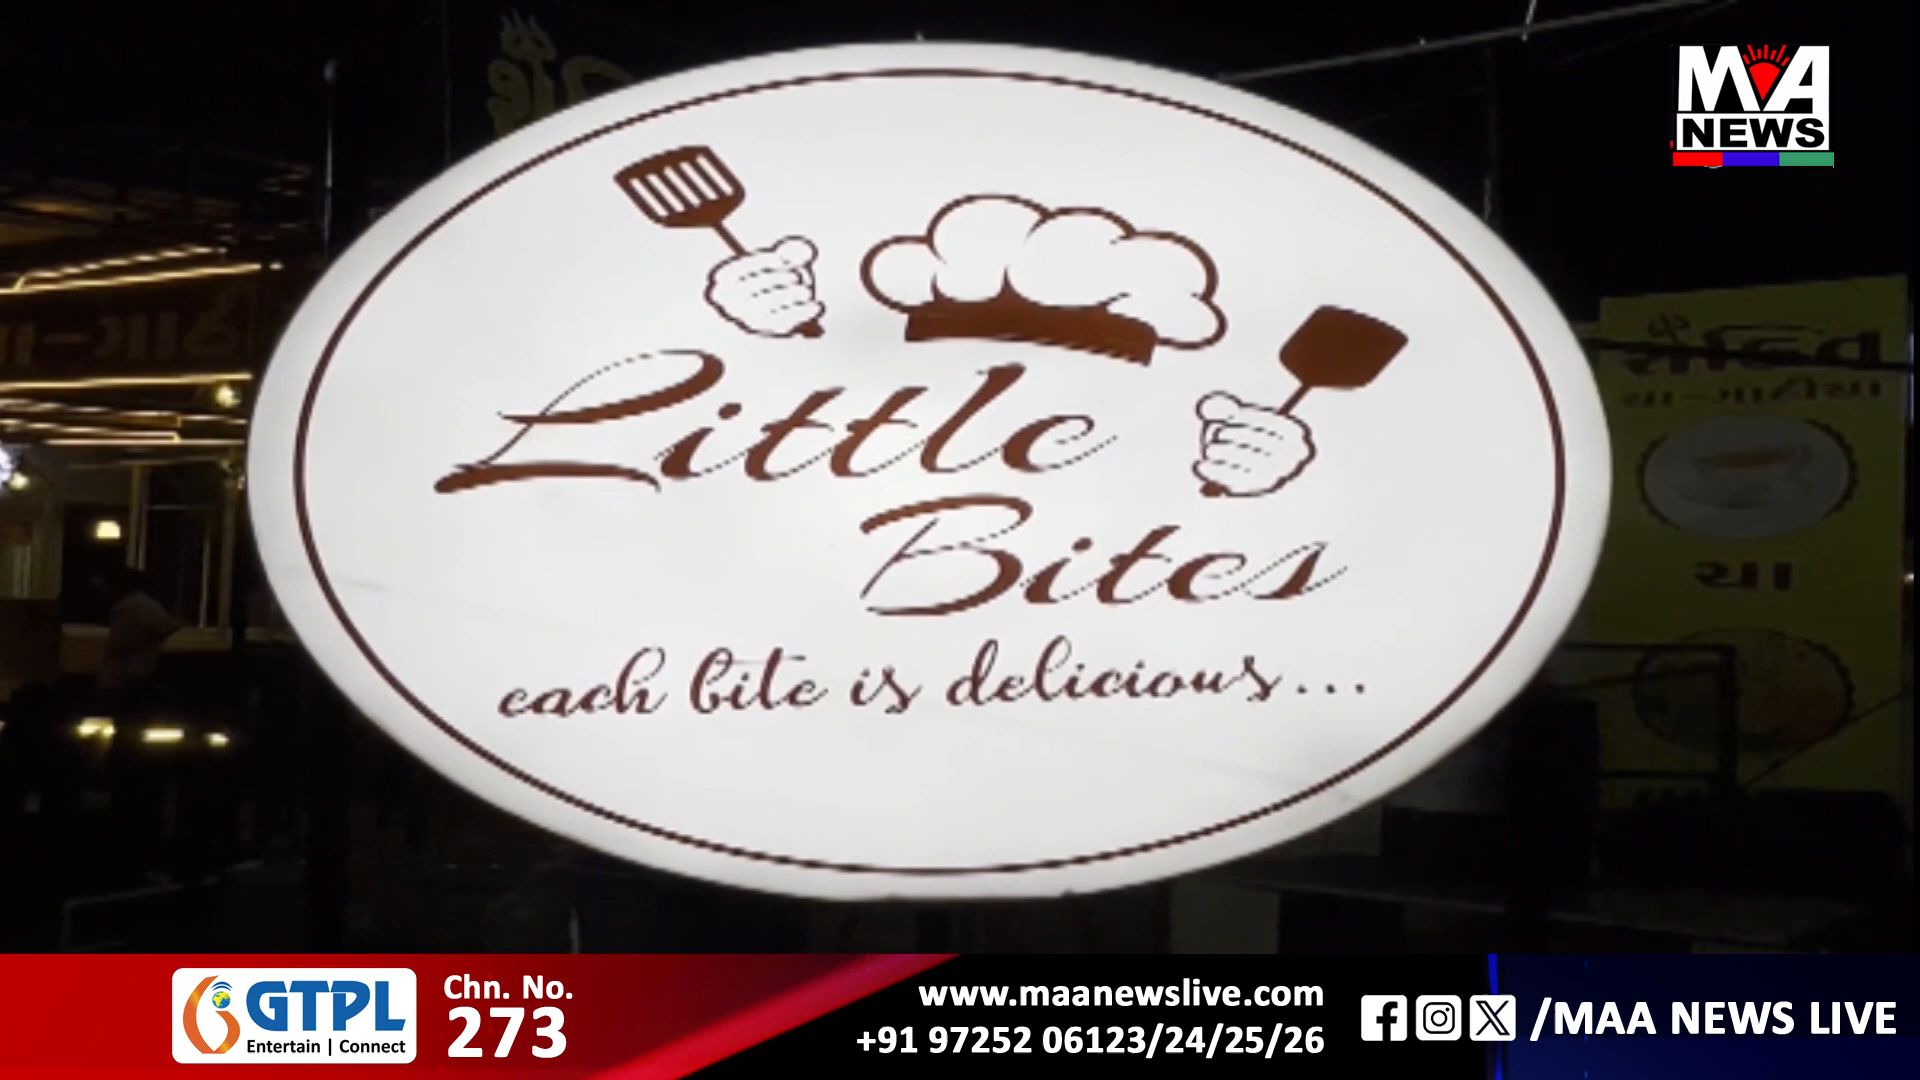 MAA
NEWS
Little
Bites
each bite is delicious...
GTPL
Entertain | Connect
Chn. No.
273
www.maanewslive.com
+91 97252 06123/24/25/26
/MAA NEWS LIVE